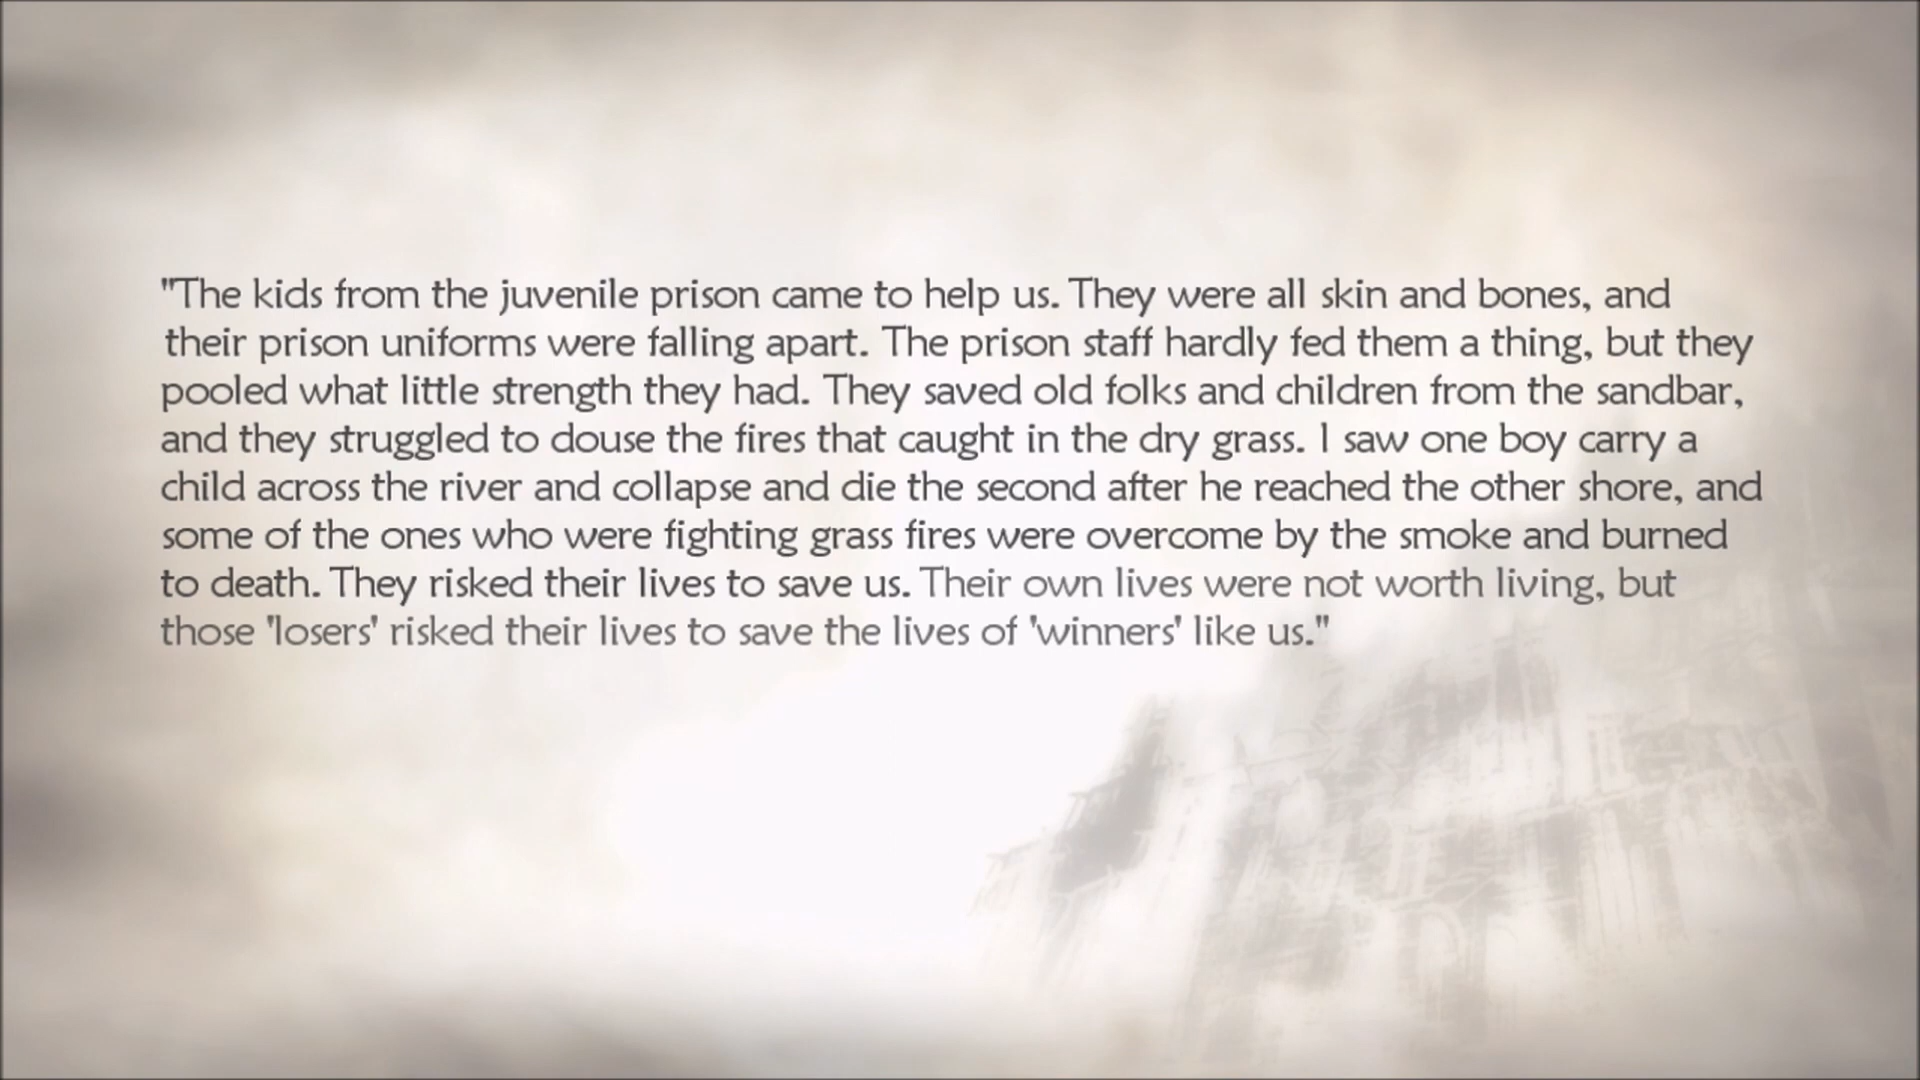 "The kids from the juvenile prison came to help us. They were all skin and bones, and
their prison uniforms were falling apart. The prison staff hardly fed them a thing, but they
pooled what little strength they had. They saved old folks and children from the sandbar,
and they struggled to douse the fires that caught in the dry grass. I saw one boy carry a
child across the river and collapse and die the second after he reached the other shore, and
some of the ones who were fighting grass fires were overcome by the smoke and burned
to death. They risked their lives to save us. Their own lives were not worth living, but
those 'losers' risked their lives to save the lives of 'winners' like us."